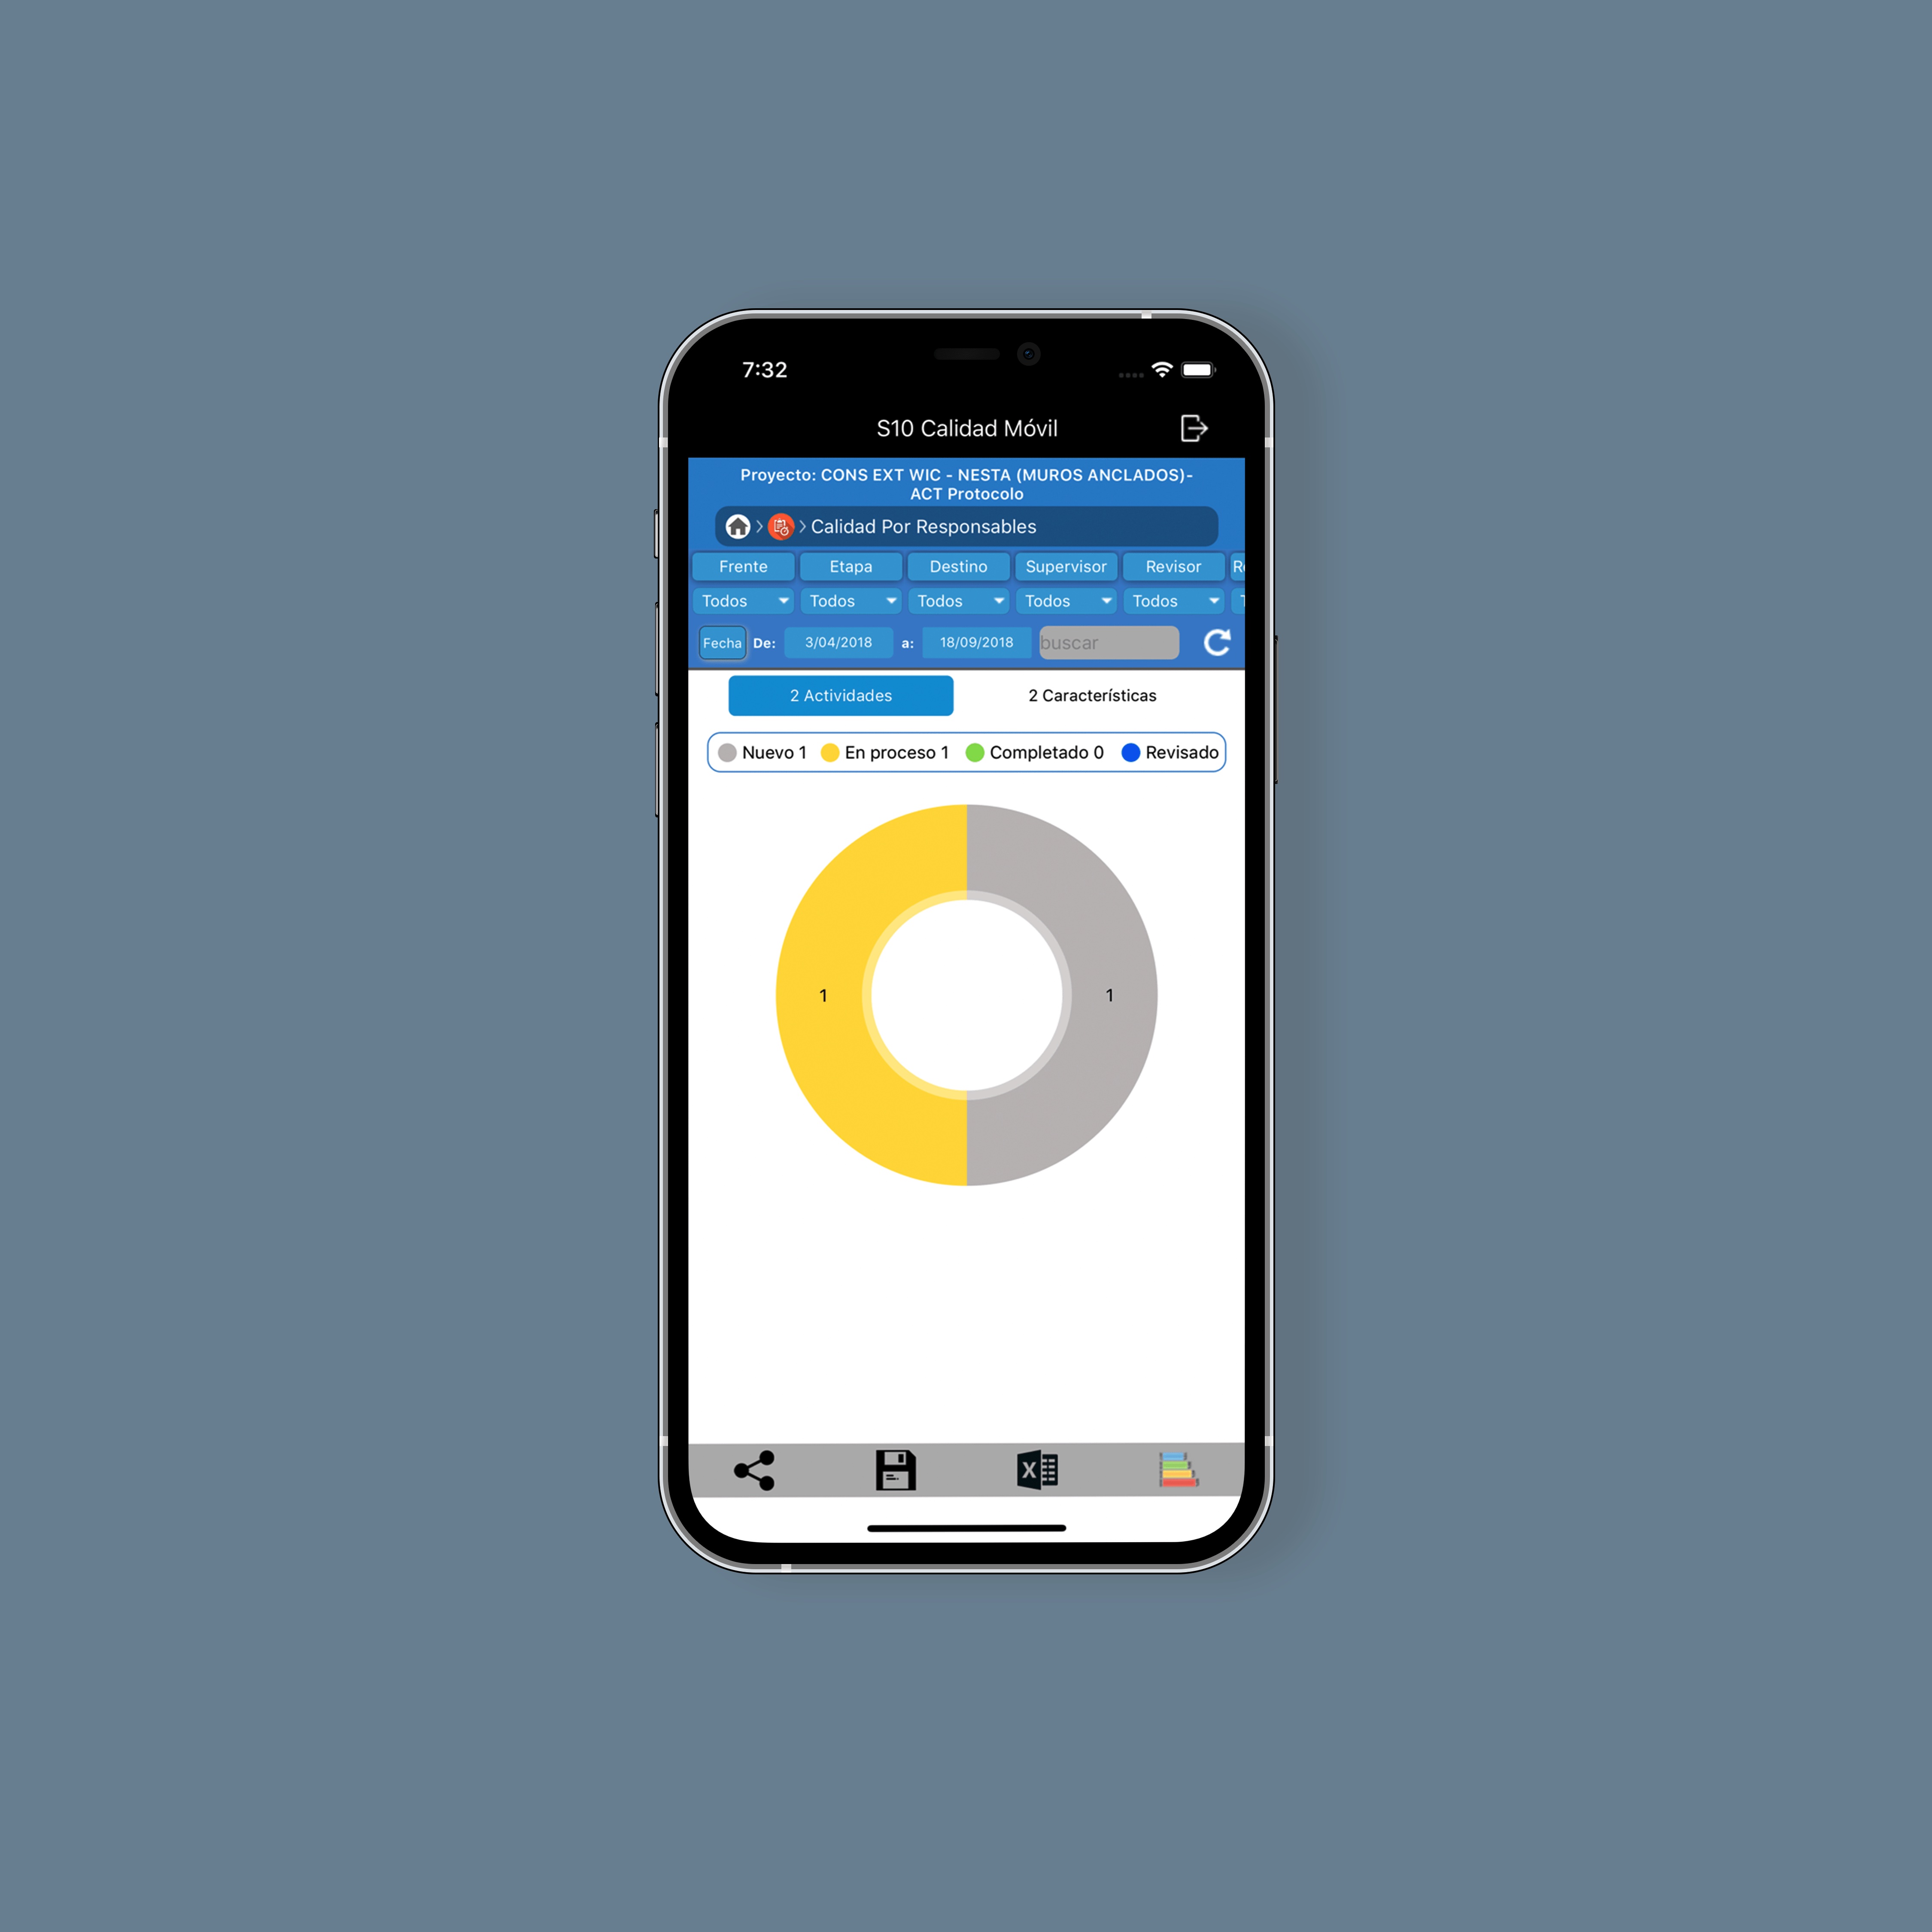 7:32
S10 Calidad Móvil
Proyecto: CONS EXT WIC - NESTA (MUROS ANCLADOS)-
ACT Protocolo
Calidad Por Responsables
Frente Etapa Destino Supervisor Revisor
Todos Todos Todos Todos Todos
Fecha De: 3/04/2018 a: 18/09/2018 buscar
2 Actividades 2 Características
Nuevo 1 En proceso 1 Completado 0 Revisado
1 1
X